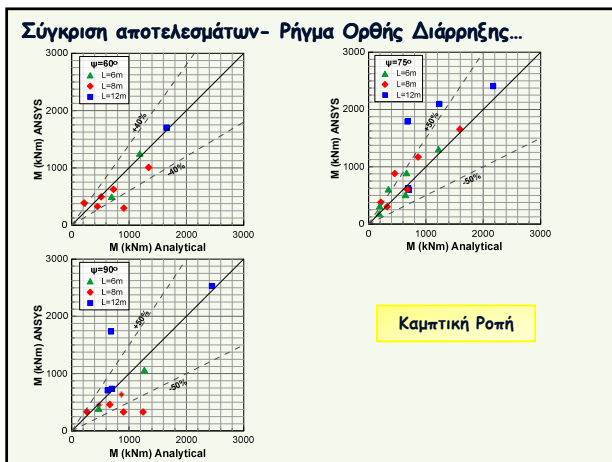 Σύγκριση αποτελεσμάτων- Ρήγμα Ορθής Διάρρηξης...
3000
2000
1000
0
M (kNm) ANSYS
ψ=60º
L=6m
L=8m
L=12m
+40%
-40%
0 1000 2000 3000
M (kNm) Analytical
3000
2000
1000
0
M (kNm) ANSYS
ψ=75º
L=6m
L=8m
L=12m
+50%
-50%
0 1000 2000 3000
M (kNm) Analytical
3000
2000
1000
0
M (kNm) ANSYS
ψ=90º
L=6m
L=8m
L=12m
+50%
-50%
0 1000 2000 3000
M (kNm) Analytical
Καμπτική Ροπή